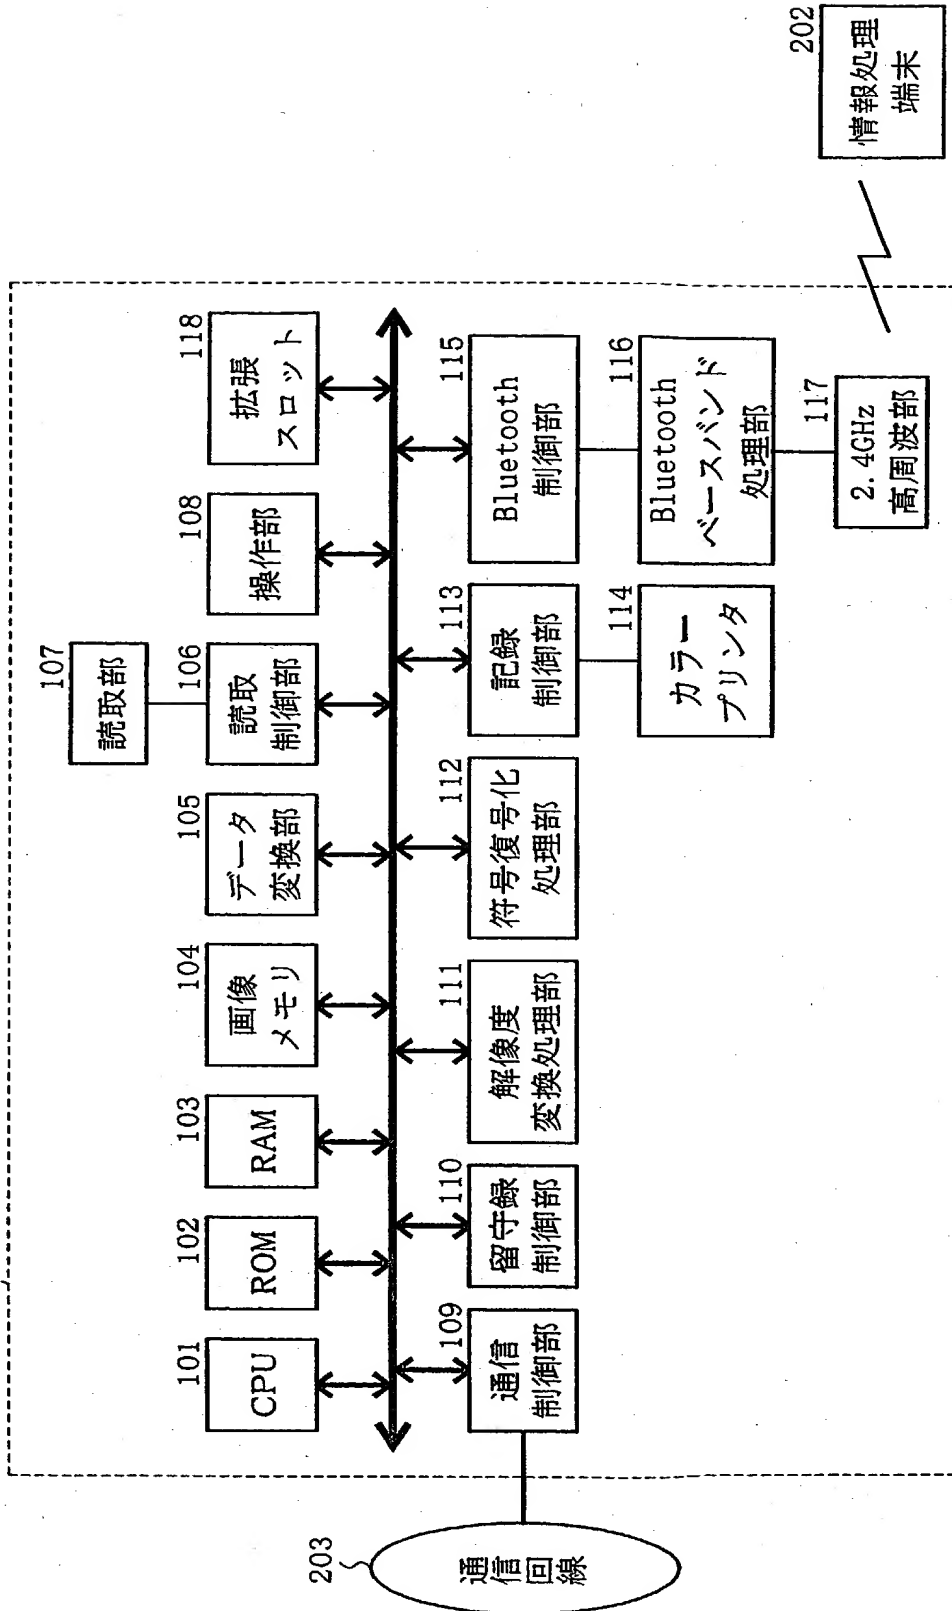 107
読取部
101
CPU
102
ROM
103
RAM
104
画像
メモリ
105
データ
変換部
106
読取
制御部
108
操作部
118
拡張
スロット
203
通信
回線
109
通信
制御部
110
留守録
制御部
111
解像度
変換処理部
112
符号復号化
処理部
113
記録
制御部
115
Bluetooth
制御部
114
カラー
プリンタ
116
Bluetooth
ベースバンド
処理部
117
2.4GHz
高周波部
202
情報処理
端末